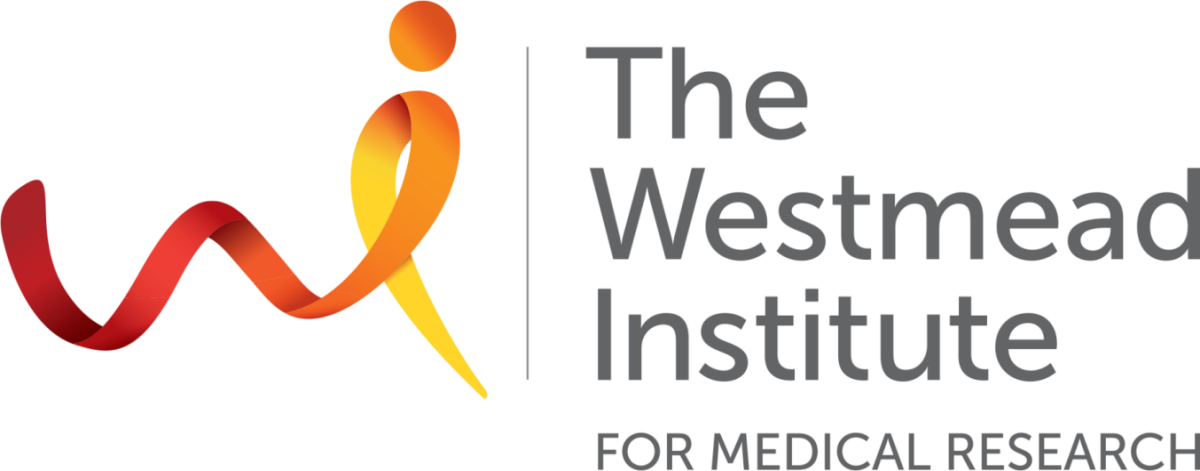 The
Westmead
Institute
FOR MEDICAL RESEARCH